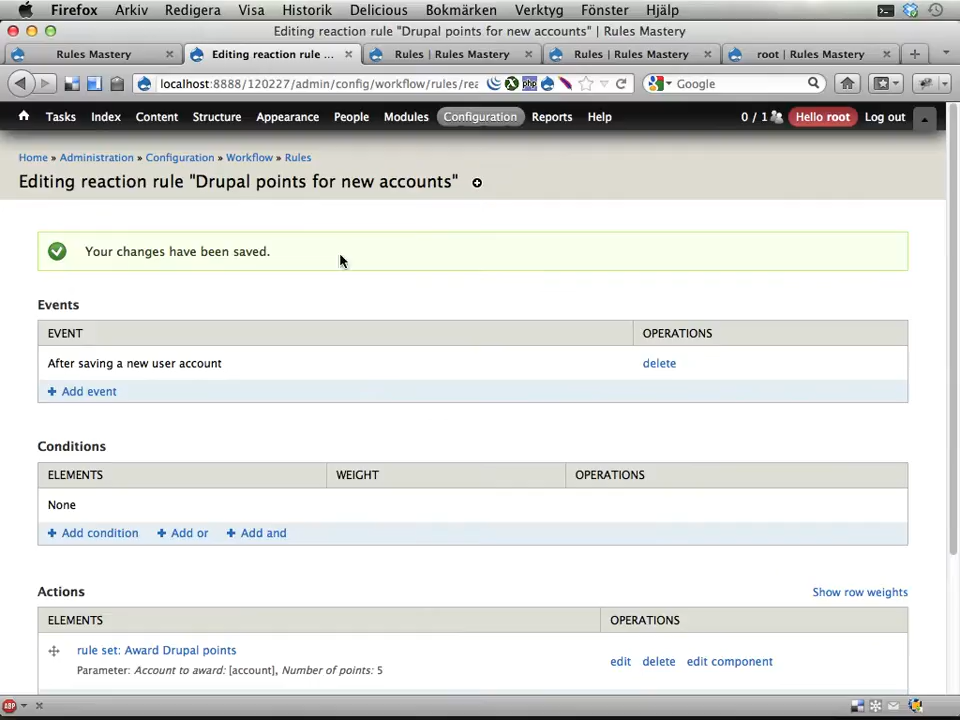 Firefox Arkiv Redigera Visa Historik Delicious Bokmärken Verktyg Fönster Hjälp
Editing reaction rule "Drupal points for new accounts" | Rules Mastery
Rules Mastery Editing reaction rule ... Rules | Rules Mastery Rules | Rules Mastery root | Rules Mastery
localhost:8888/120227/admin/config/workflow/rules/rea php Google
Tasks Index Content Structure Appearance People Modules Configuration Reports Help 0 / 1 Hello root Log out
Home » Administration » Configuration » Workflow » Rules
Editing reaction rule "Drupal points for new accounts"
Your changes have been saved.
Events
EVENT OPERATIONS
After saving a new user account delete
Add event
Conditions
ELEMENTS WEIGHT OPERATIONS
None
Add condition Add or Add and
Actions Show row weights
ELEMENTS OPERATIONS
rule set: Award Drupal points
Parameter: Account to award: [account], Number of points: 5 edit delete edit component
ABP